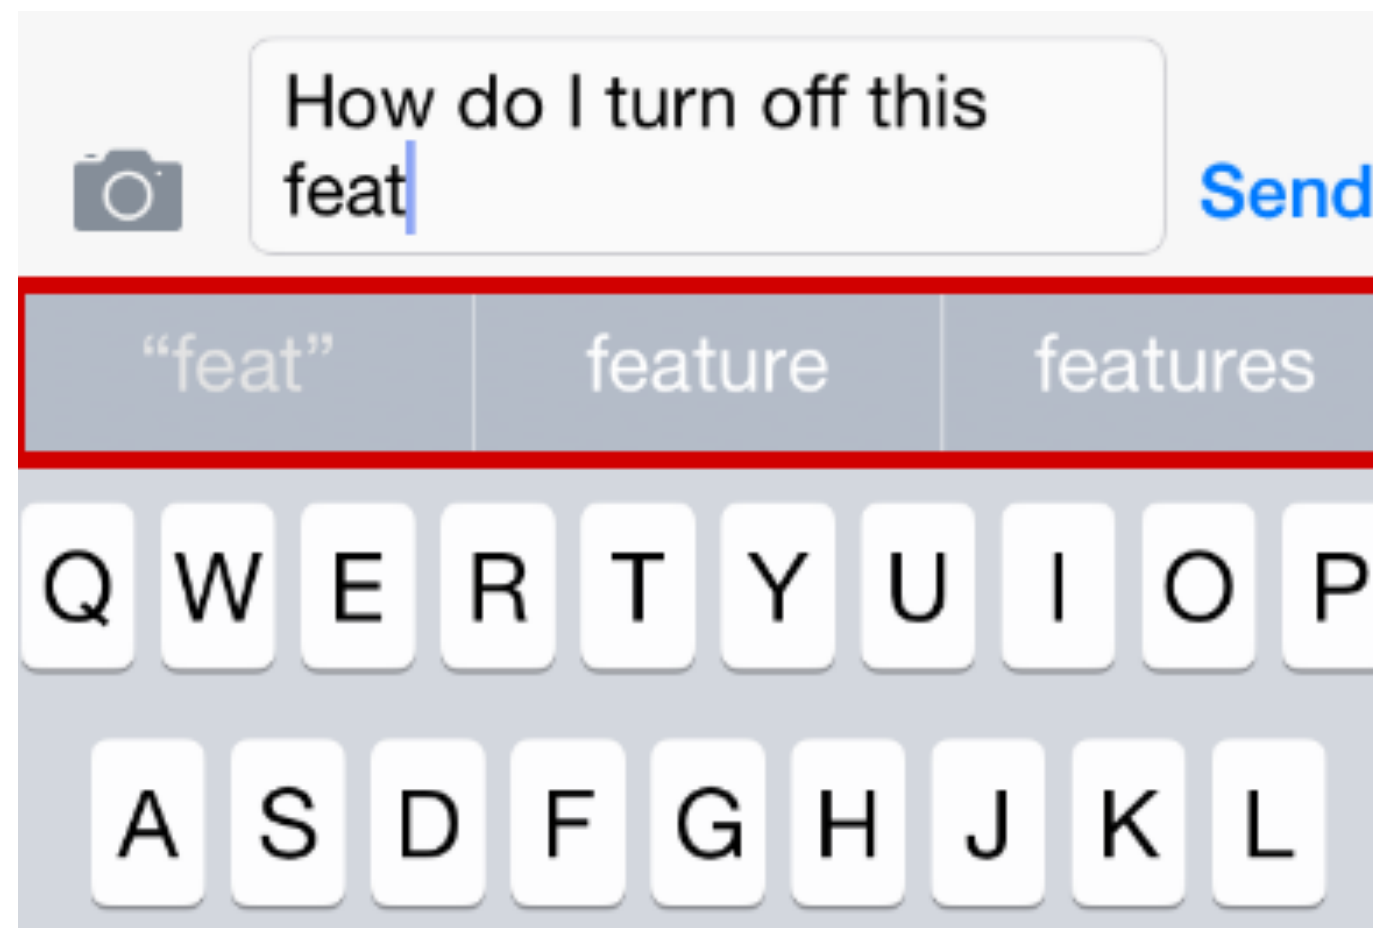 How do I turn off this
feat
Send
“feat” feature features
Q W E R T Y U I O P
A S D F G H J K L